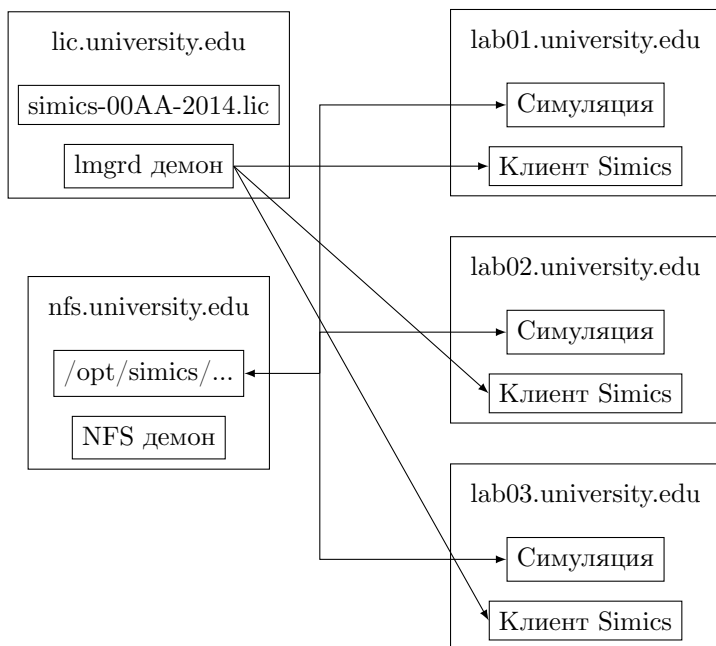 lic.university.edu
simics-00AA-2014.lic
lmgrd демон
nfs.university.edu
/opt/simics/...
NFS демон
lab01.university.edu
Симуляция
Клиент Simics
lab02.university.edu
Симуляция
Клиент Simics
lab03.university.edu
Симуляция
Клиент Simics